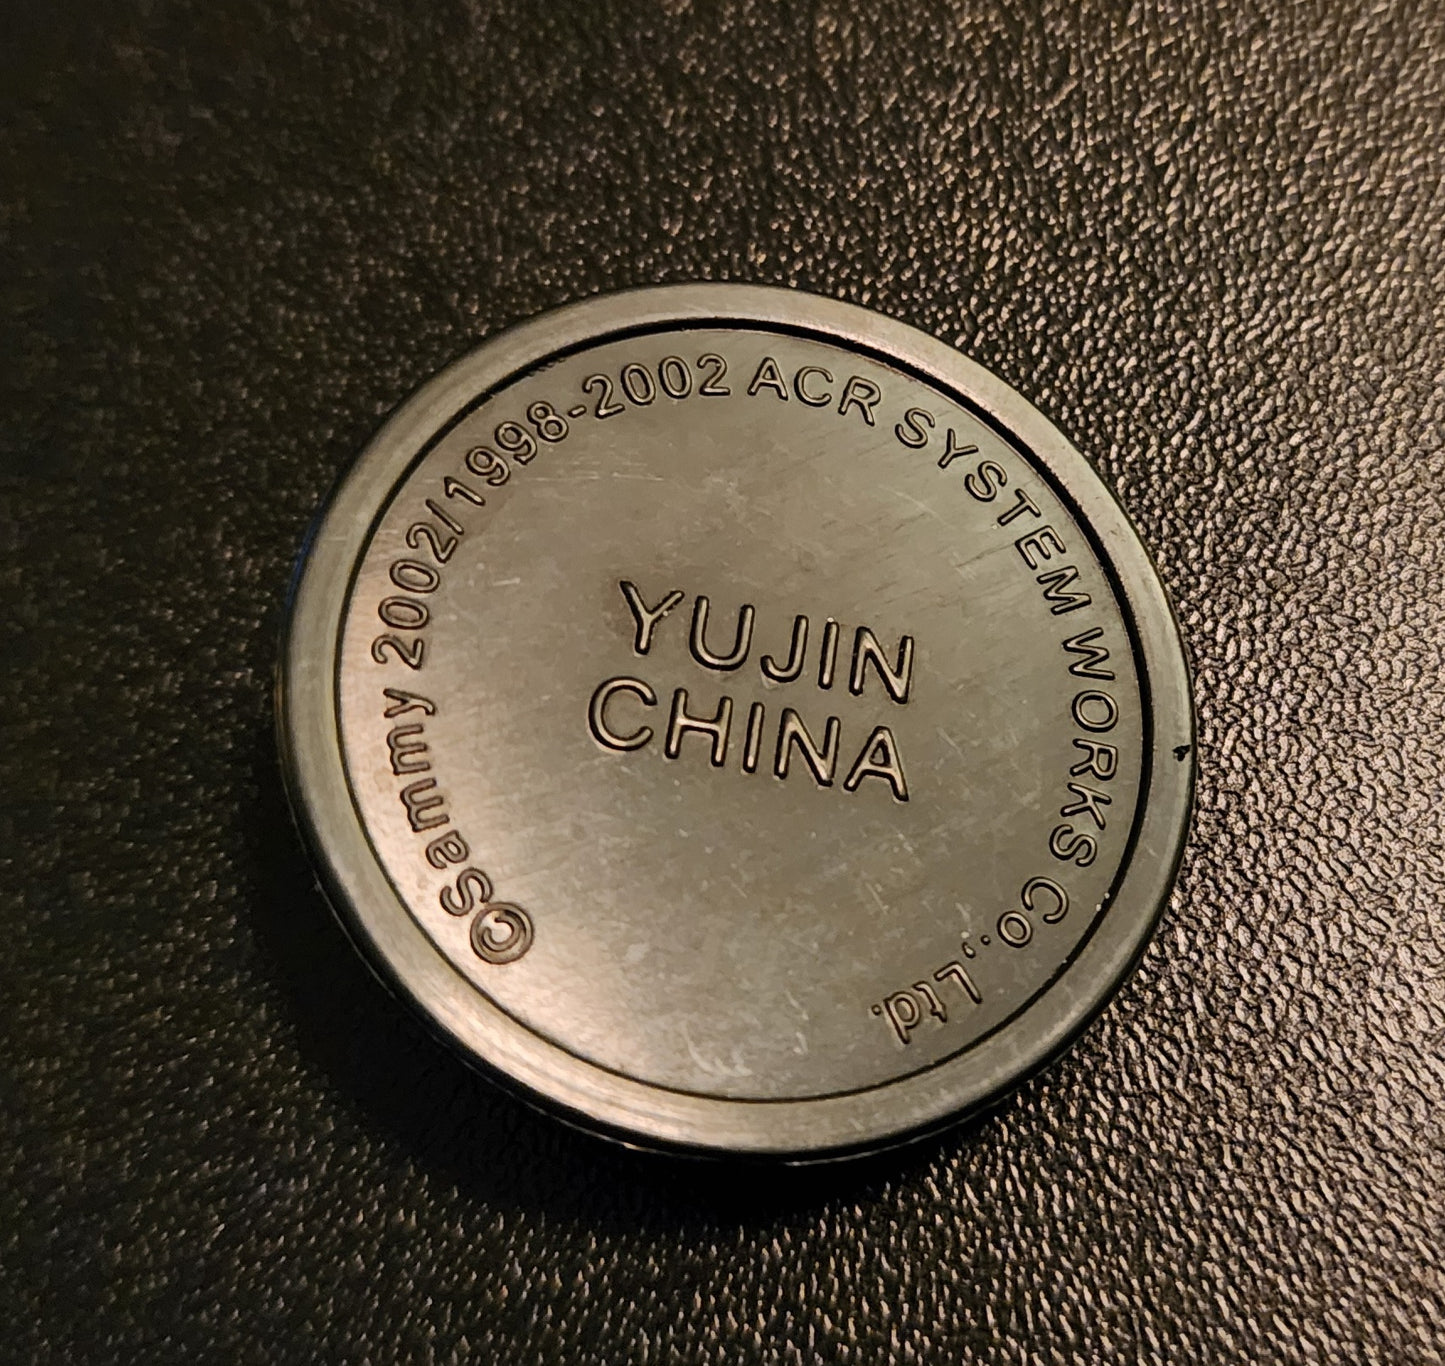 ©Sammy 2002/1998-2002 ACR SYSTEM WORKS Co.,Ltd.
YUJIN
CHINA